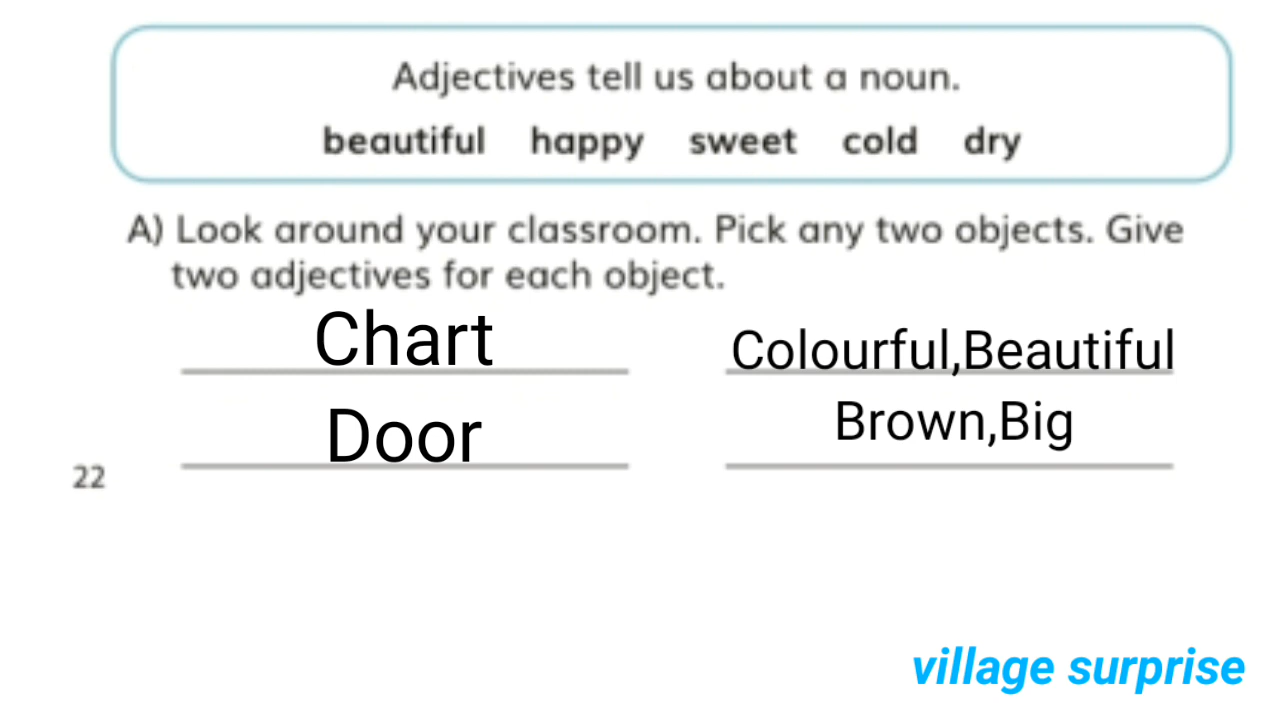 Adjectives tell us about a noun.
beautiful happy sweet cold dry
A) Look around your classroom. Pick any two objects. Give
two adjectives for each object.
Chart Colourful,Beautiful
Door Brown,Big
22
village surprise